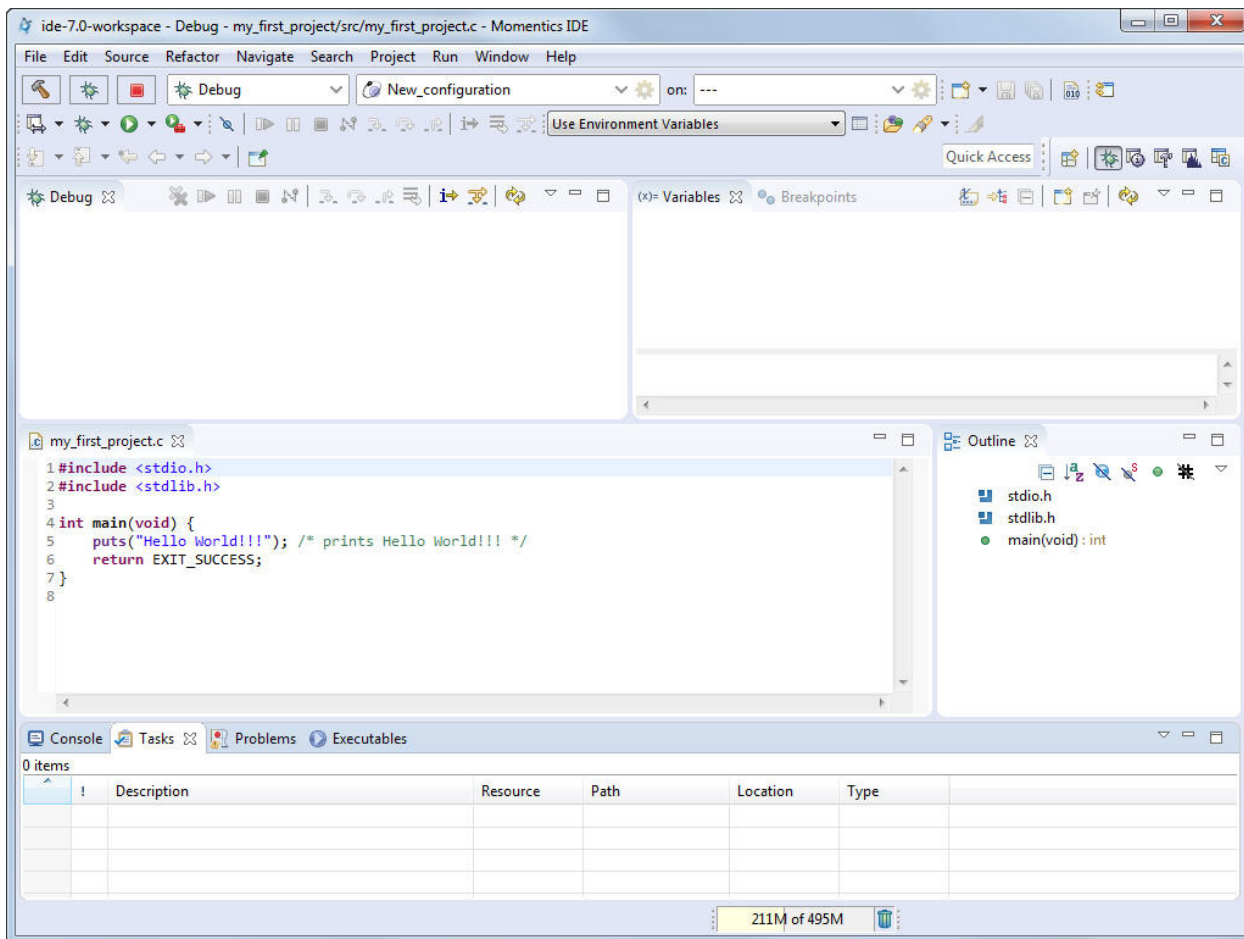 ide-7.0-workspace - Debug - my_first_project/src/my_first_project.c - Momentics IDE
File Edit Source Refactor Navigate Search Project Run Window Help
Debug New_configuration on: ---
010
Use Environment Variables
Quick Access
Debug
(x)= Variables Breakpoints
my_first_project.c
1 #include <stdio.h>
2 #include <stdlib.h>
3
4 int main(void) {
5 puts("Hello World!!!"); /* prints Hello World!!! */
6 return EXIT_SUCCESS;
7 }
8
Outline
stdio.h
stdlib.h
main(void) : int
Console Tasks Problems Executables
0 items
! Description Resource Path Location Type
211M of 495M